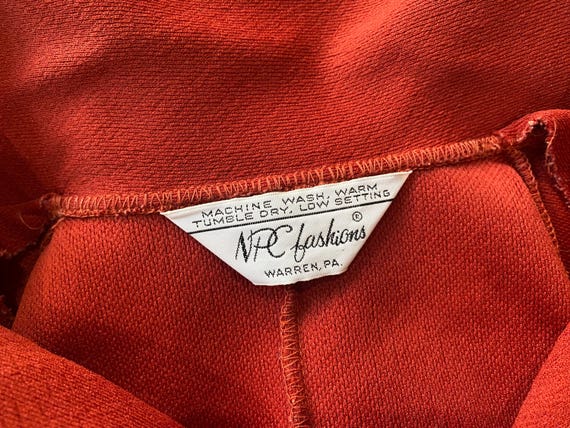 MACHINE WASH, WARM
TUMBLE DRY, LOW SETTING
NPC fashions ®
WARREN, PA.